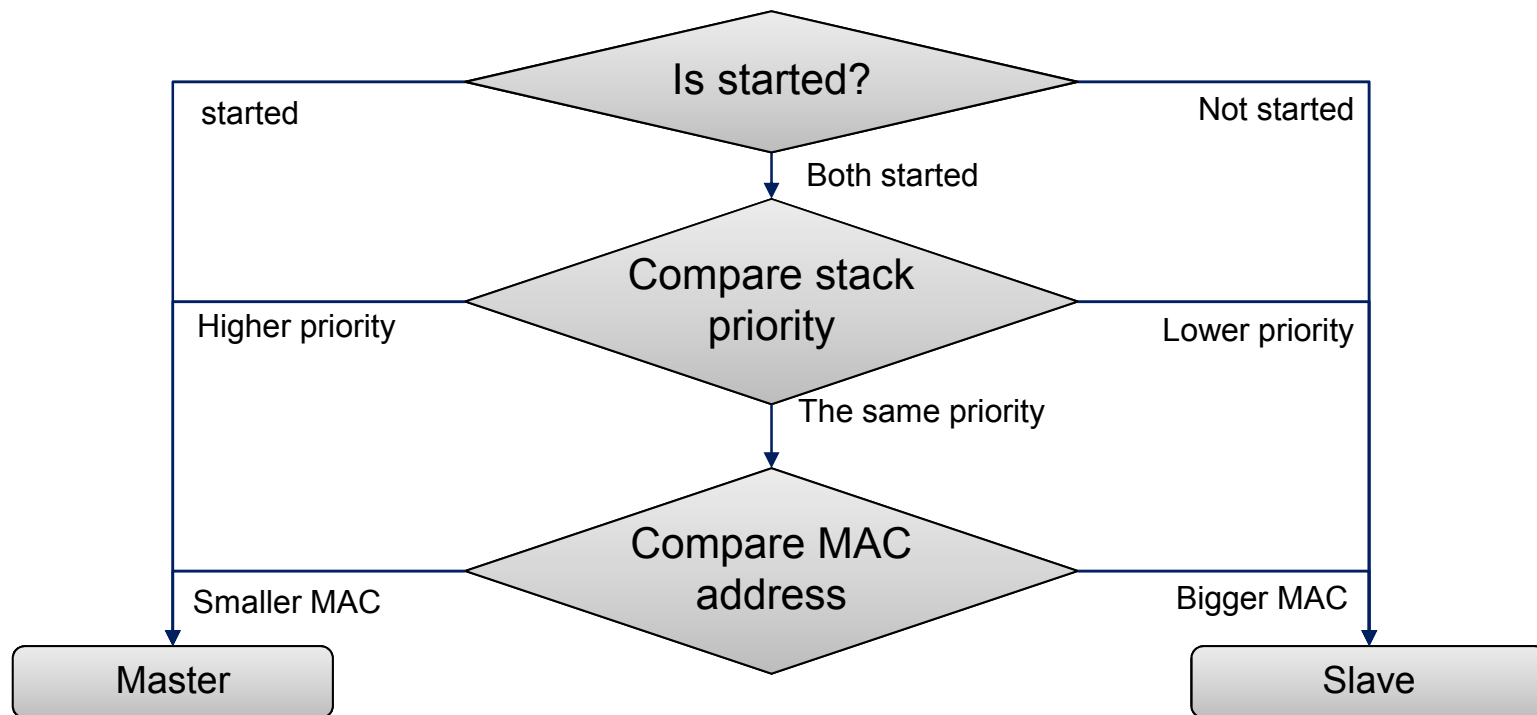 Is started?
started
Not started
Both started
Compare stack
priority
Higher priority
Lower priority
The same priority
Compare MAC
address
Smaller MAC
Bigger MAC
Master
Slave